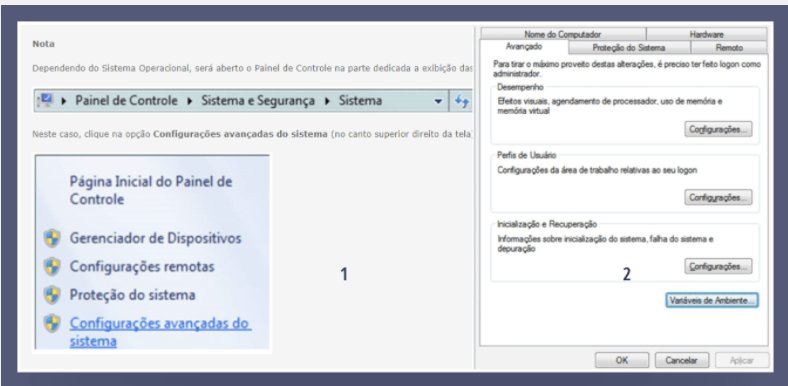 Nota
Dependendo do Sistema Operacional, será aberto o Painel de Controle na parte dedicada a exibição das
Painel de Controle Sistema e Segurança Sistema
Neste caso, clique na opção Configurações avançadas do sistema (no canto superior direito da tela
Página Inicial do Painel de
Controle
Gerenciador de Dispositivos
Configurações remotas
Proteção do sistema
Configurações avançadas do
sistema
1
Nome do Computador Hardware
Avançado Proteção do Sistema Remoto
Para tirar o máximo proveito destas alterações, é preciso ter feito logon como
administrador.
Desempenho
Efeitos visuais, agendamento de processador, uso de memória e
memória virtual
Configurações...
Perfis de Usuário
Configurações da área de trabalho relativas ao seu logon
Configurações...
Inicialização e Recuperação
Informações sobre inicialização do sistema, falha do sistema e
depuração
2
Configurações...
Variáveis de Ambiente...
OK Cancelar Aplicar